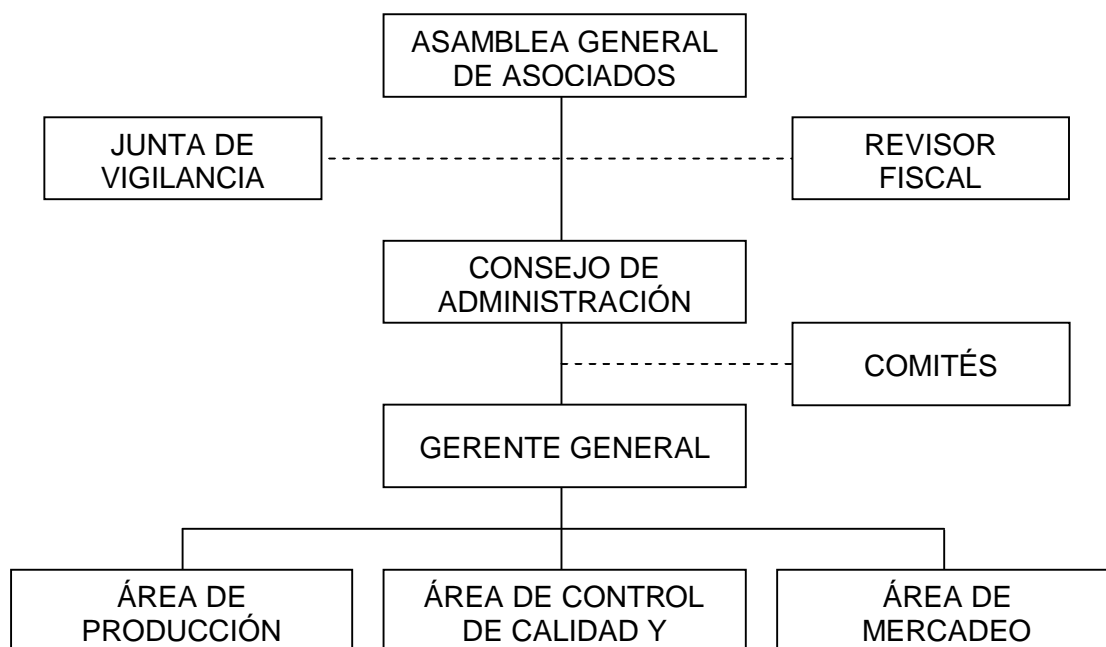 ASAMBLEA GENERAL
DE ASOCIADOS
JUNTA DE
VIGILANCIA
REVISOR
FISCAL
CONSEJO DE
ADMINISTRACIÓN
COMITÉS
GERENTE GENERAL
ÁREA DE
PRODUCCIÓN
ÁREA DE CONTROL
DE CALIDAD Y
ÁREA DE
MERCADEO